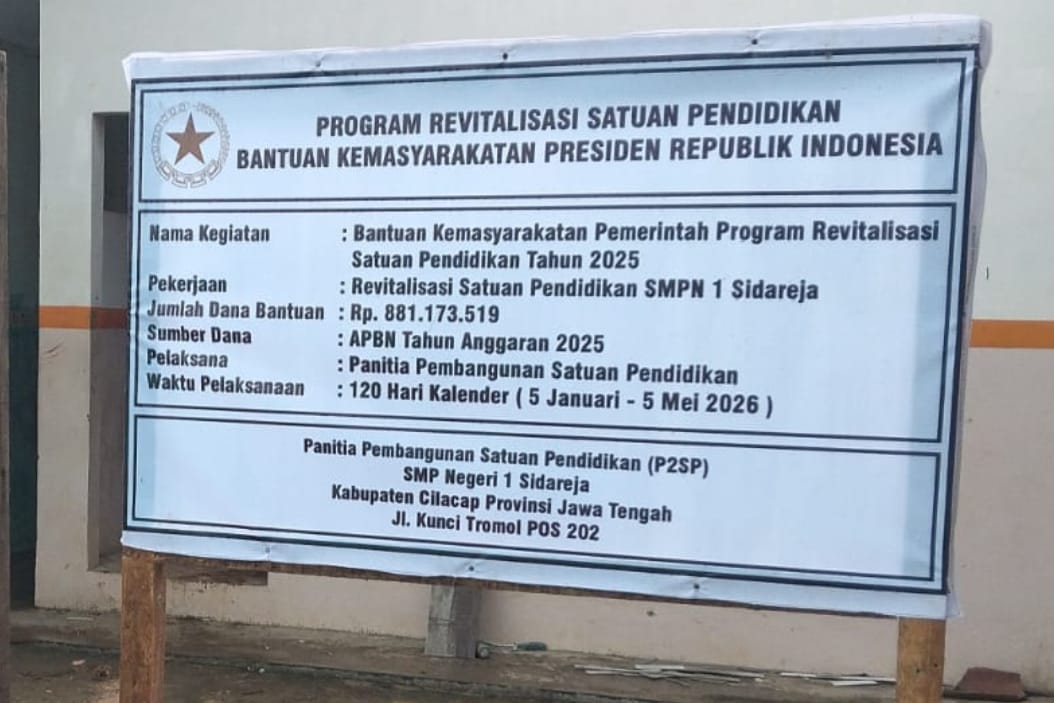 PROGRAM REVITALISASI SATUAN PENDIDIKAN
BANTUAN KEMASYARAKATAN PRESIDEN REPUBLIK INDONESIA
Nama Kegiatan : Bantuan Kemasyarakatan Pemerintah Program Revitalisasi
Satuan Pendidikan Tahun 2025
Pekerjaan : Revitalisasi Satuan Pendidikan SMPN 1 Sidareja
Jumlah Dana Bantuan : Rp. 881.173.519
Sumber Dana : APBN Tahun Anggaran 2025
Pelaksana : Panitia Pembangunan Satuan Pendidikan
Waktu Pelaksanaan : 120 Hari Kalender ( 5 Januari - 5 Mei 2026 )
Panitia Pembangunan Satuan Pendidikan (P2SP)
SMP Negeri 1 Sidareja
Kabupaten Cilacap Provinsi Jawa Tengah
Jl. Kunci Tromol POS 202